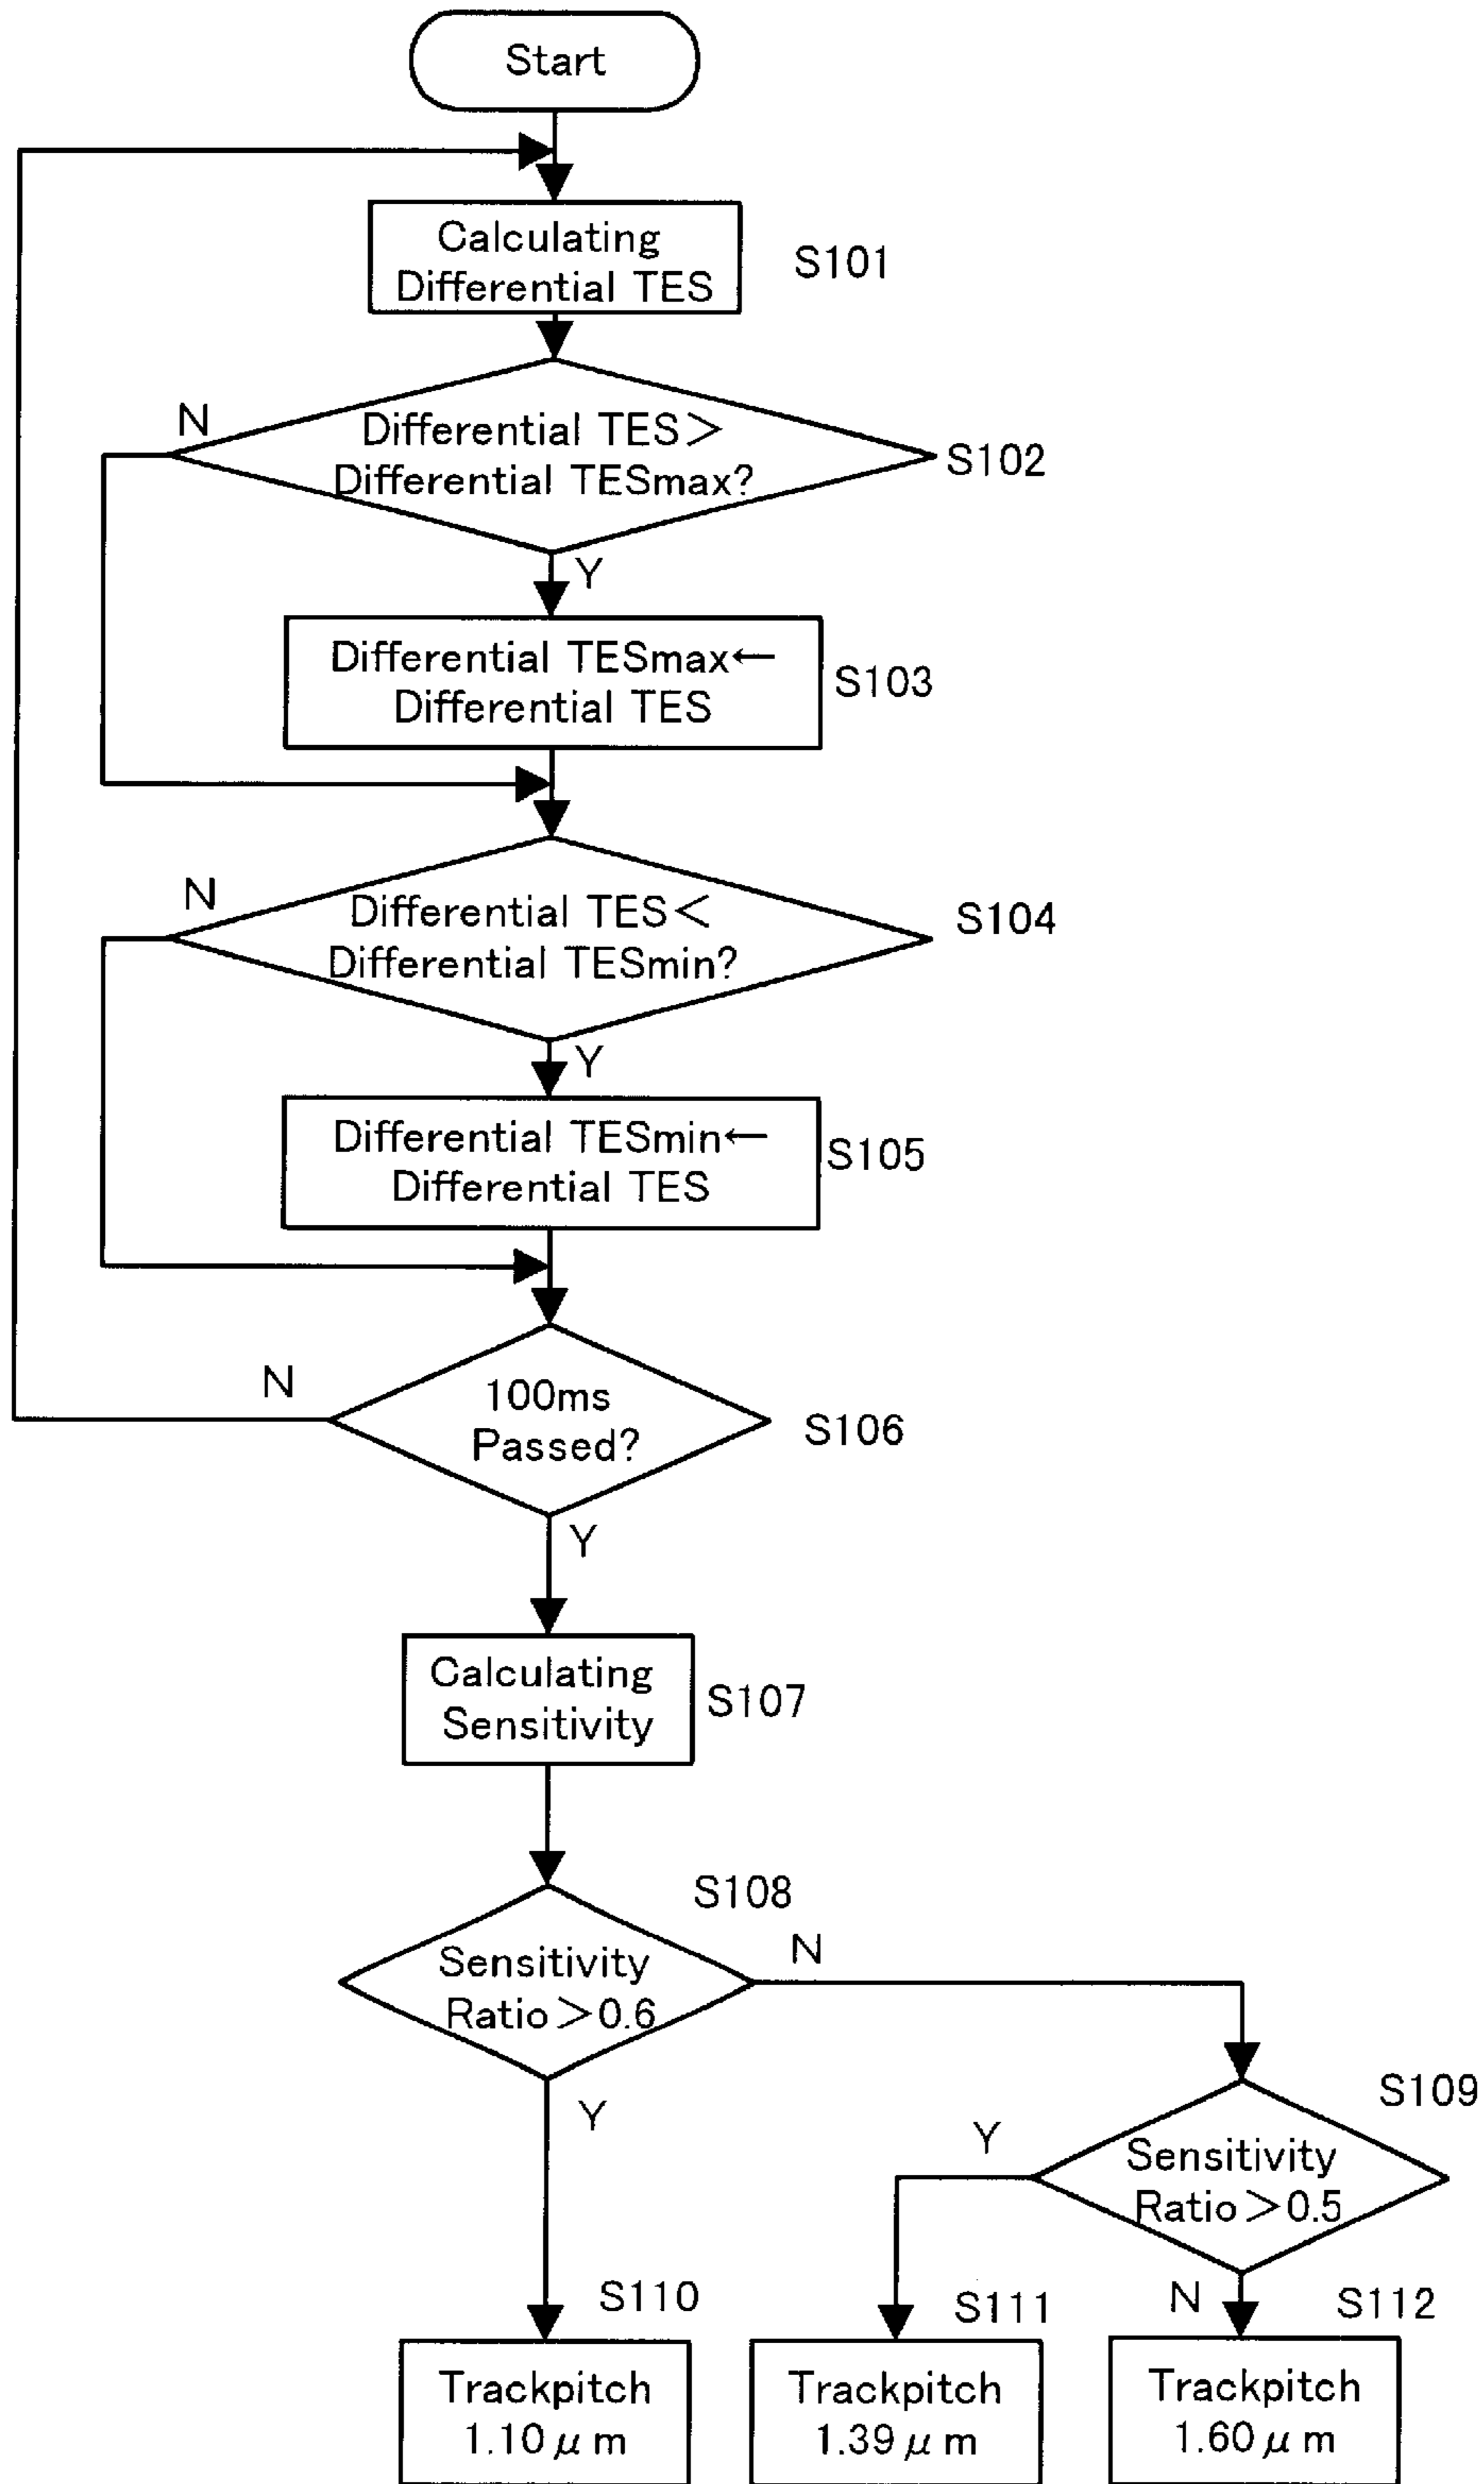 Start
Calculating
Differential TES
S101
N
Differential TES＞
Differential TESmax?
S102
Y
Differential TESmax←
Differential TES
S103
N
Differential TES＜
Differential TESmin?
S104
Y
Differential TESmin←
Differential TES
S105
N
100ms
Passed?
S106
Y
Calculating
Sensitivity
S107
S108
Sensitivity
Ratio＞0.6
N
Y
S109
Sensitivity
Ratio＞0.5
Y
N
S110
Trackpitch
1.10μm
S111
Trackpitch
1.39μm
S112
Trackpitch
1.60μm